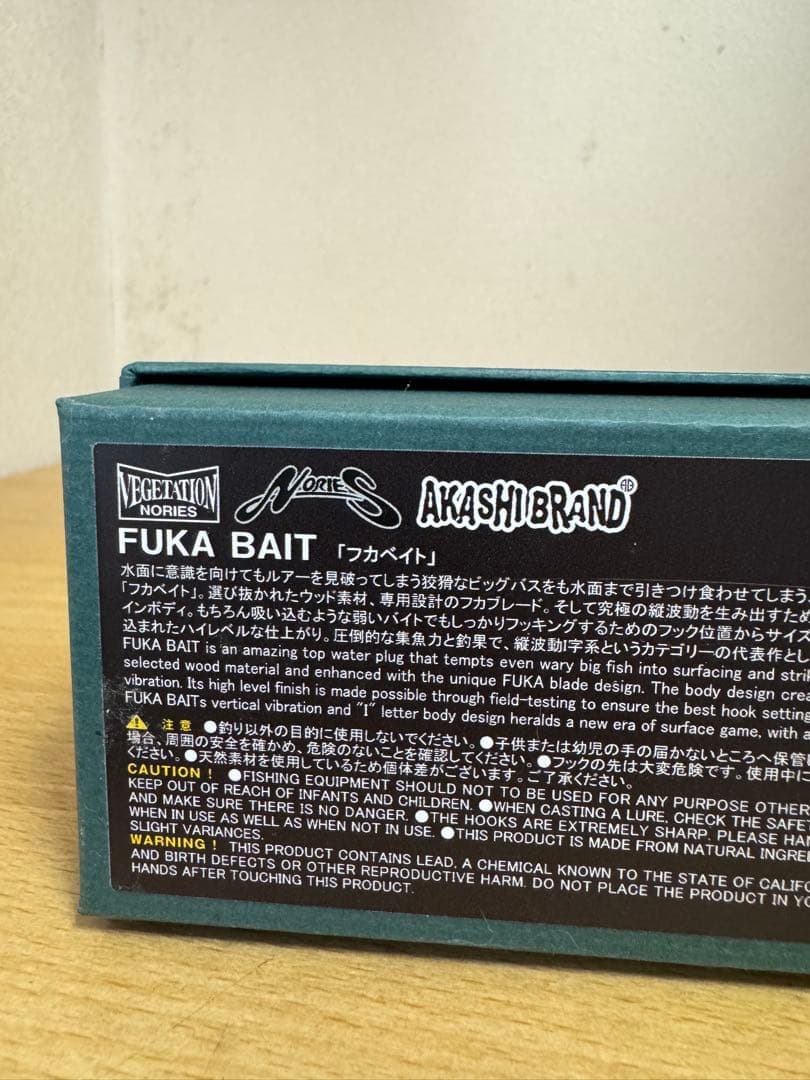 VEGETATION
NORIES
NORIES
AKASHI BRAND
AB
FUKA BAIT 「フカベイト」
水面に意識を向けてもルアーを見破ってしまう狡猾なビッグバスをも水面まで引きつけ食わせてしまう。
「フカベイト」。選び抜かれたウッド素材、専用設計のフカブレード。そして究極の縦波動を生み出すため
インボディ。もちろん吸い込むような弱いバイトでもしっかりフッキングするためのフック位置からサイズ
込まれたハイレベルな仕上がり。圧倒的な集魚力と釣果で、縦波動I字系というカテゴリーの代表作とし
FUKA BAIT is an amazing top water plug that tempts even wary big fish into surfacing and strik
selected wood material and enhanced with the unique FUKA blade design. The body design crea
vibration. Its high level finish is made possible through field-testing to ensure the best hook settin
FUKA BAITs vertical vibration and "I" letter body design heralds a new era of surface game, with a
注意 ●釣り以外の目的に使用しないでください。●子供または幼児の手の届かないところへ保管し
場合、周囲の安全を確かめ、危険のないことを確認してください。●フックの先は大変危険です。使用中に
ください。●天然素材を使用しているため個体差がございます。ご了承ください。
CAUTION ! ●FISHING EQUIPMENT SHOULD NOT TO BE USED FOR ANY PURPOSE OTHER
KEEP OUT OF REACH OF INFANTS AND CHILDREN. ●WHEN CASTING A LURE, CHECK THE SAFET
AND MAKE SURE THERE IS NO DANGER. ●THE HOOKS ARE EXTREMELY SHARP. PLEASE HAN
WHEN IN USE AS WELL AS WHEN NOT IN USE. ●THIS PRODUCT IS MADE FROM NATURAL INGRE
SLIGHT VARIANCES.
WARNING ! THIS PRODUCT CONTAINS LEAD, A CHEMICAL KNOWN TO THE STATE OF CALIFO
AND BIRTH DEFECTS OR OTHER REPRODUCTIVE HARM. DO NOT PLACE THE PRODUCT IN YO
HANDS AFTER TOUCHING THIS PRODUCT.